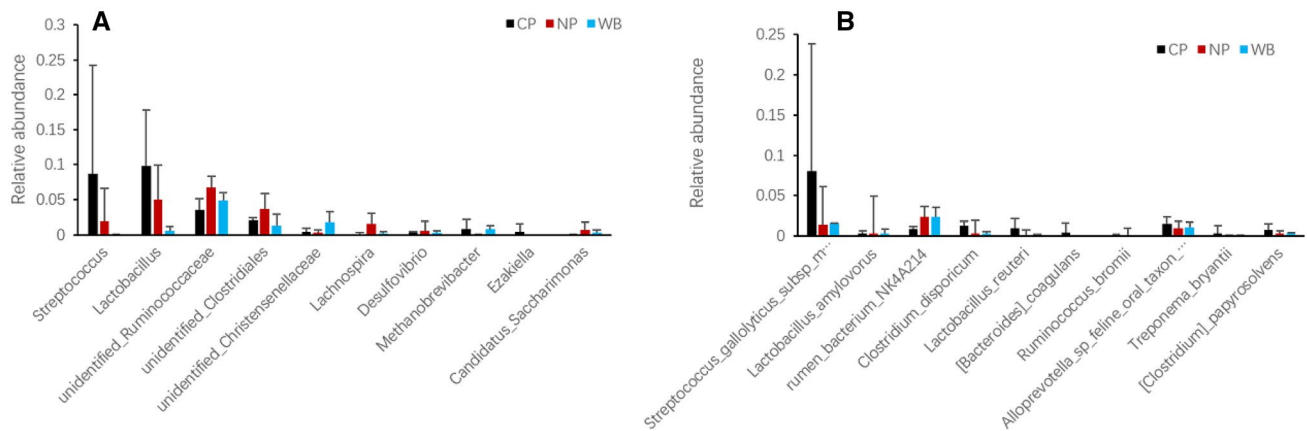 A
CP NP WB
Relative abundance
0.3
0.25
0.2
0.15
0.1
0.05
0
Streptococcus
Lactobacillus
unidentified_Ruminococcaceae
unidentified_Clostridiales
unidentified_Christensenellaceae
Lachnospira
Desulfovibrio
Methanobrevibacter
Ezakiella
Candidatus_Saccharimonas
B
CP NP WB
Relative abundance
0.25
0.2
0.15
0.1
0.05
0
Streptococcus_gallolyticus_subsp_m…
Lactobacillus_amylovorus
rumen_bacterium_NK4A214
Clostridium_disporicum
Lactobacillus_reuteri
[Bacteroides]_coagulans
Ruminococcus_bromii
Alloprevotella_sp_feline_oral_taxon_…
Treponema_bryantii
[Clostridium]_papyrosolvens